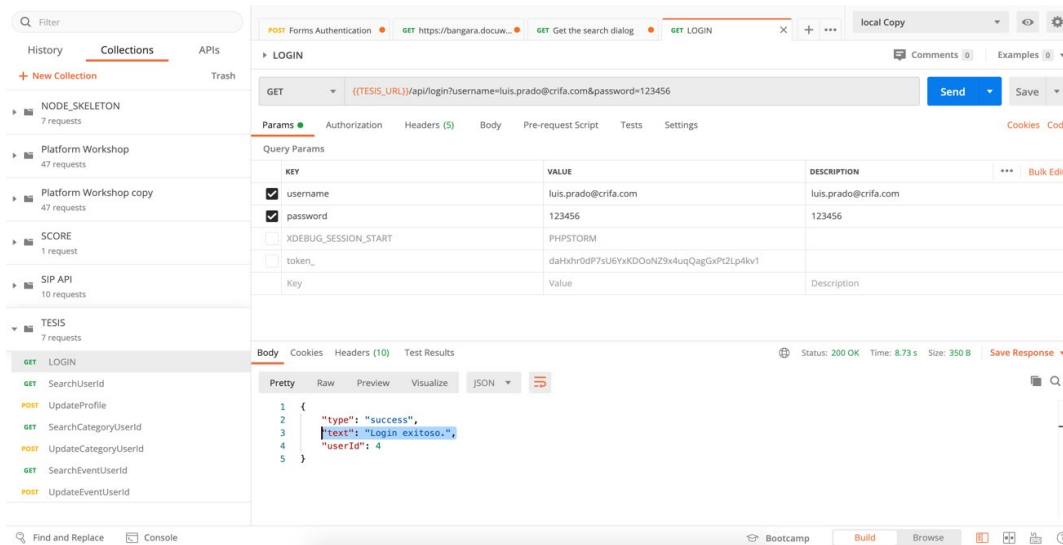 Filter
History Collections APIs
+ New Collection Trash
NODE_SKELETON
7 requests
Platform Workshop
47 requests
Platform Workshop copy
47 requests
SCORE
1 request
SIP API
10 requests
TESIS
7 requests
GET LOGIN
GET SearchUserId
POST UpdateProfile
GET SearchCategoryUserId
POST UpdateCategoryUserId
GET SearchEventUserId
POST UpdateEventUserId
POST Forms Authentication GET https://bangara.docuw... GET Get the search dialog GET LOGIN
local Copy
LOGIN
Comments 0 Examples 0
GET {{TESIS_URL}}/api/login?username=luis.prado@crifa.com&password=123456 Send Save
Params Authorization Headers (5) Body Pre-request Script Tests Settings Cookies Cod
Query Params
KEY VALUE DESCRIPTION Bulk Edi
username luis.prado@crifa.com luis.prado@crifa.com
password 123456 123456
XDEBUG_SESSION_START PHPSTORM
token_ daHxhr0dP7sU6YxKDOoNZ9x4uqQagGxPt2Lp4kv1
Key Value Description
Body Cookies Headers (10) Test Results Status: 200 OK Time: 8.73 s Size: 350 B Save Response
Pretty Raw Preview Visualize JSON
1 {
2 "type": "success",
3 "text": "Login exitoso.",
4 "userId": 4
5 }
Find and Replace Console Bootcamp Build Browse